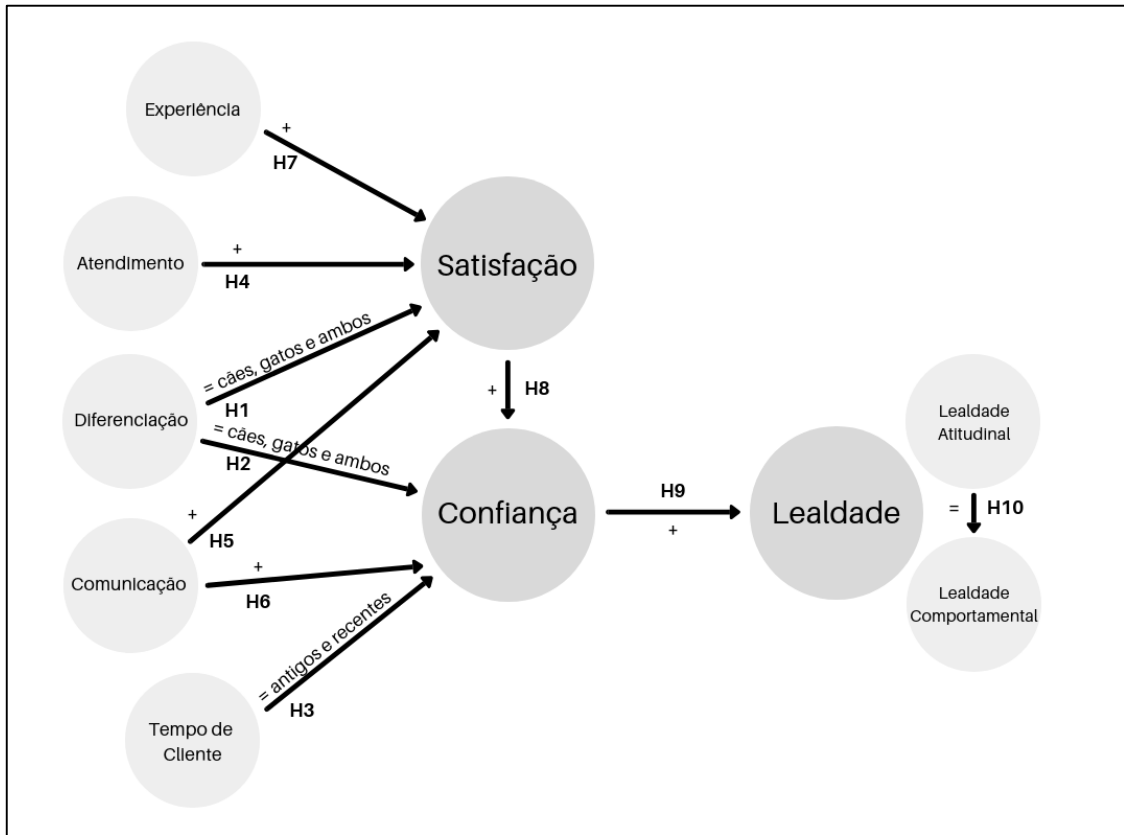 Experiência
+
H7
Atendimento
+
H4
Satisfação
= cães, gatos e ambos
H1
Diferenciação
= cães, gatos e ambos
H2
+
H8
Lealdade
Atitudinal
Confiança
H9
+
Lealdade
=
H10
+
H5
Comunicação
+
H6
Lealdade
Comportamental
= antigos e recentes
H3
Tempo de
Cliente